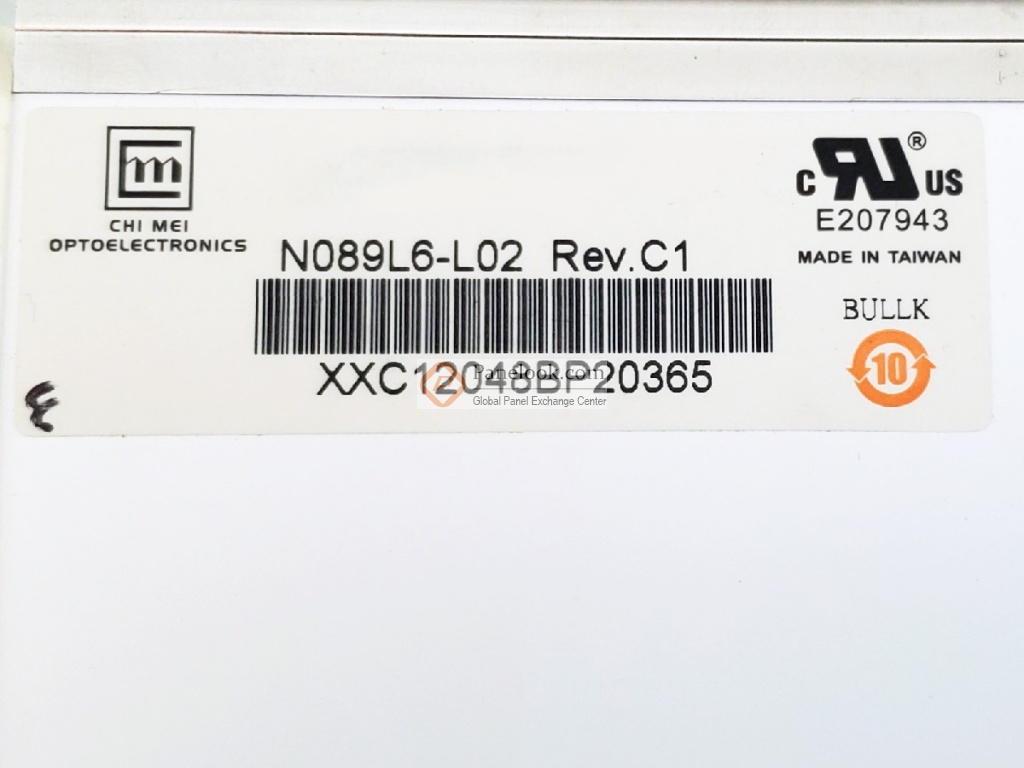 CHI MEI
OPTOELECTRONICS
N089L6-L02 Rev.C1
XXC12048BP20365
Panelook.com
Global Panel Exchange Center
C RU ® US
E207943
MADE IN TAIWAN
BULLK
10